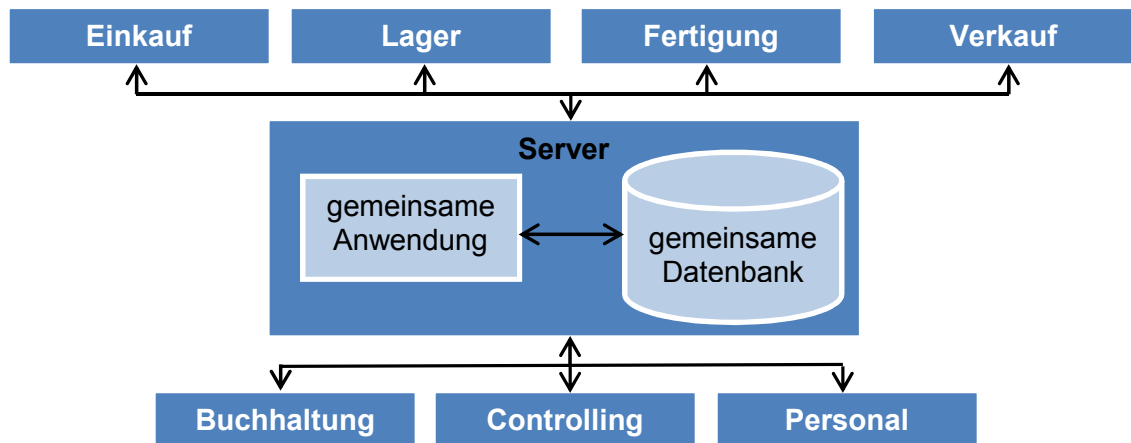 Einkauf
Lager
Fertigung
Verkauf
Server
gemeinsame
Anwendung
gemeinsame
Datenbank
Buchhaltung
Controlling
Personal